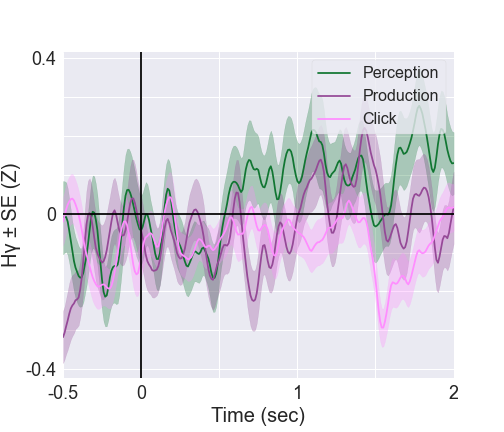 0.4
Perception
Production
Click
Hγ ± SE (Z)
0
-0.4
-0.5
0
1
2
Time (sec)